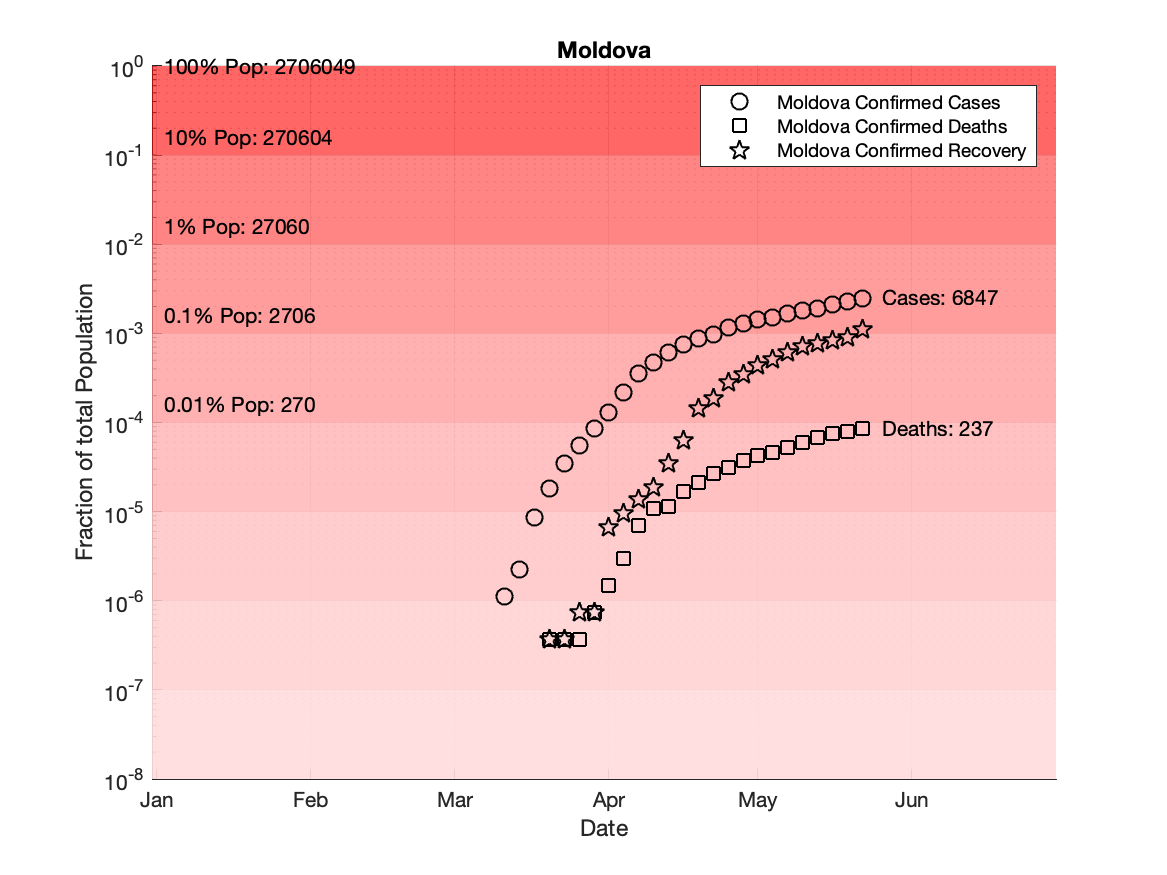 Moldova
10^0
10^-1
10^-2
10^-3
10^-4
10^-5
10^-6
10^-7
10^-8
Fraction of total Population
100% Pop: 2706049
10% Pop: 270604
1% Pop: 27060
0.1% Pop: 2706
0.01% Pop: 270
Moldova Confirmed Cases
Moldova Confirmed Deaths
Moldova Confirmed Recovery
Cases: 6847
Deaths: 237
Jan Feb Mar Apr May Jun
Date